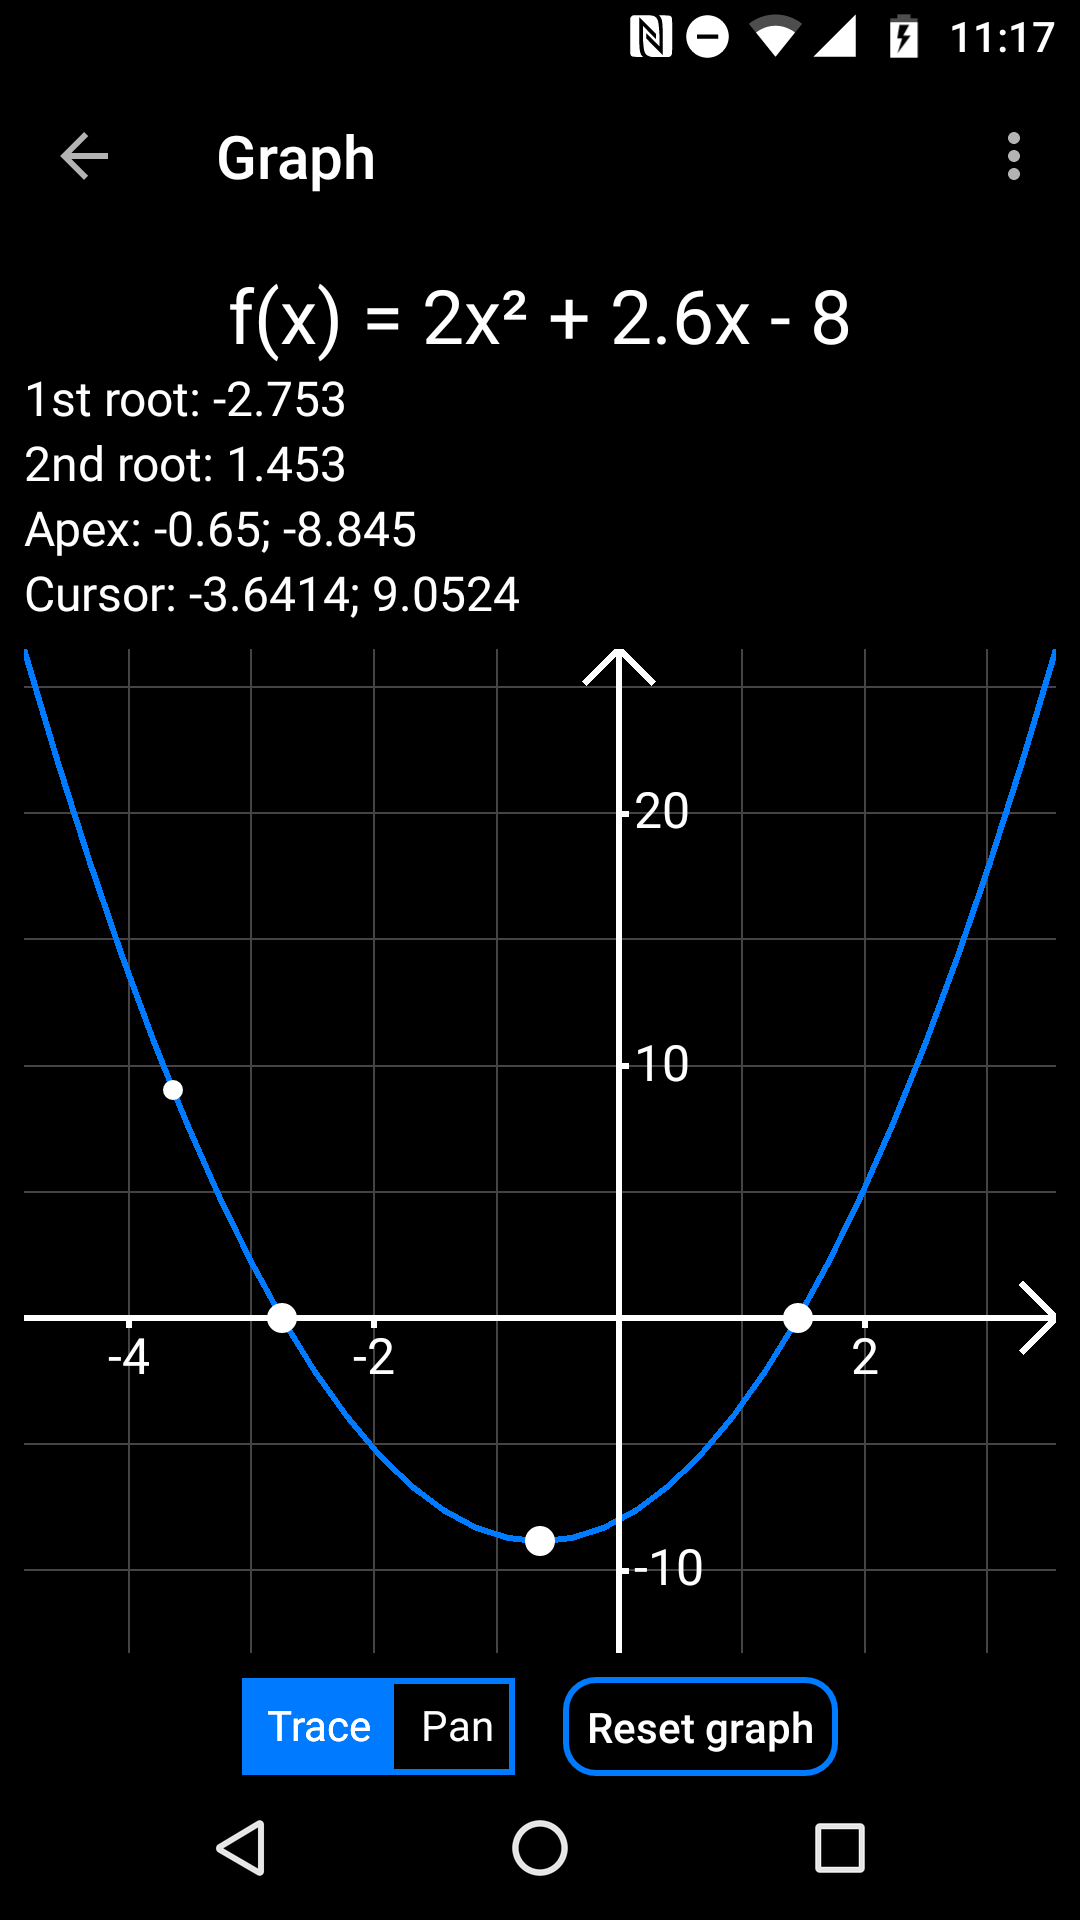 11:17
Graph
f(x) = 2x² + 2.6x - 8
1st root: -2.753
2nd root: 1.453
Apex: -0.65; -8.845
Cursor: -3.6414; 9.0524
20
10
-4 -2 2
-10
Trace Pan Reset graph